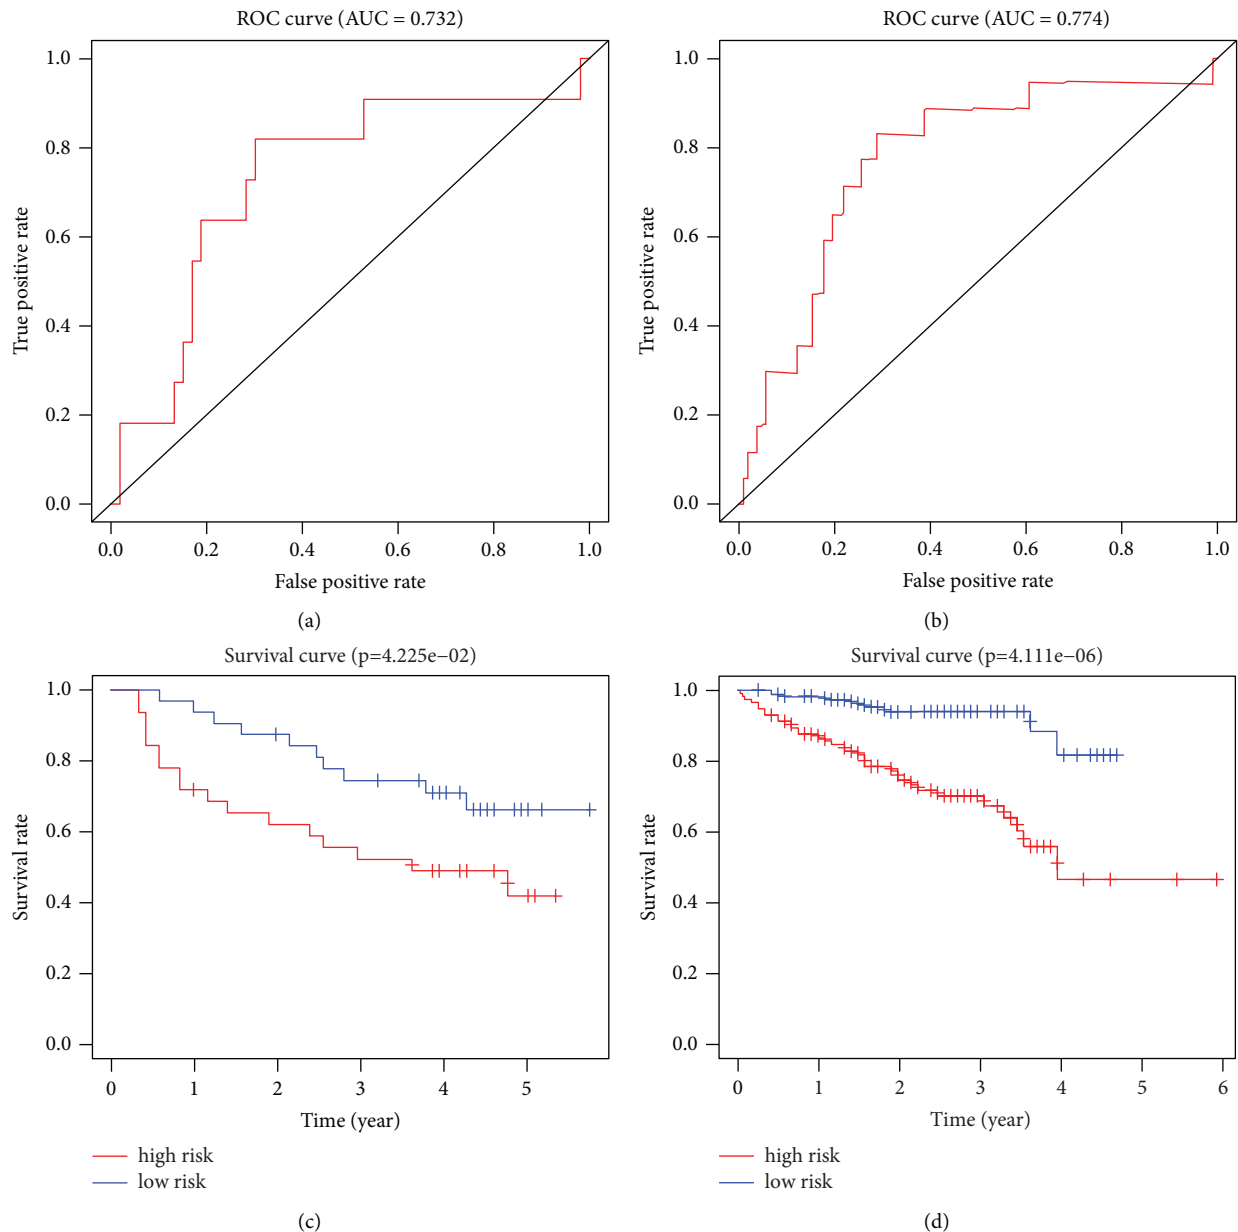 ROC curve (AUC = 0.732)
1.0
0.8
0.6
0.4
0.2
0.0
True positive rate
0.0 0.2 0.4 0.6 0.8 1.0
False positive rate
(a)
ROC curve (AUC = 0.774)
1.0
0.8
0.6
0.4
0.2
0.0
True positive rate
0.0 0.2 0.4 0.6 0.8 1.0
False positive rate
(b)
Survival curve (p=4.225e−02)
1.0
0.8
0.6
0.4
0.2
0.0
Survival rate
0 1 2 3 4 5
Time (year)
high risk
low risk
(c)
Survival curve (p=4.111e−06)
1.0
0.8
0.6
0.4
0.2
0.0
Survival rate
0 1 2 3 4 5 6
Time (year)
high risk
low risk
(d)